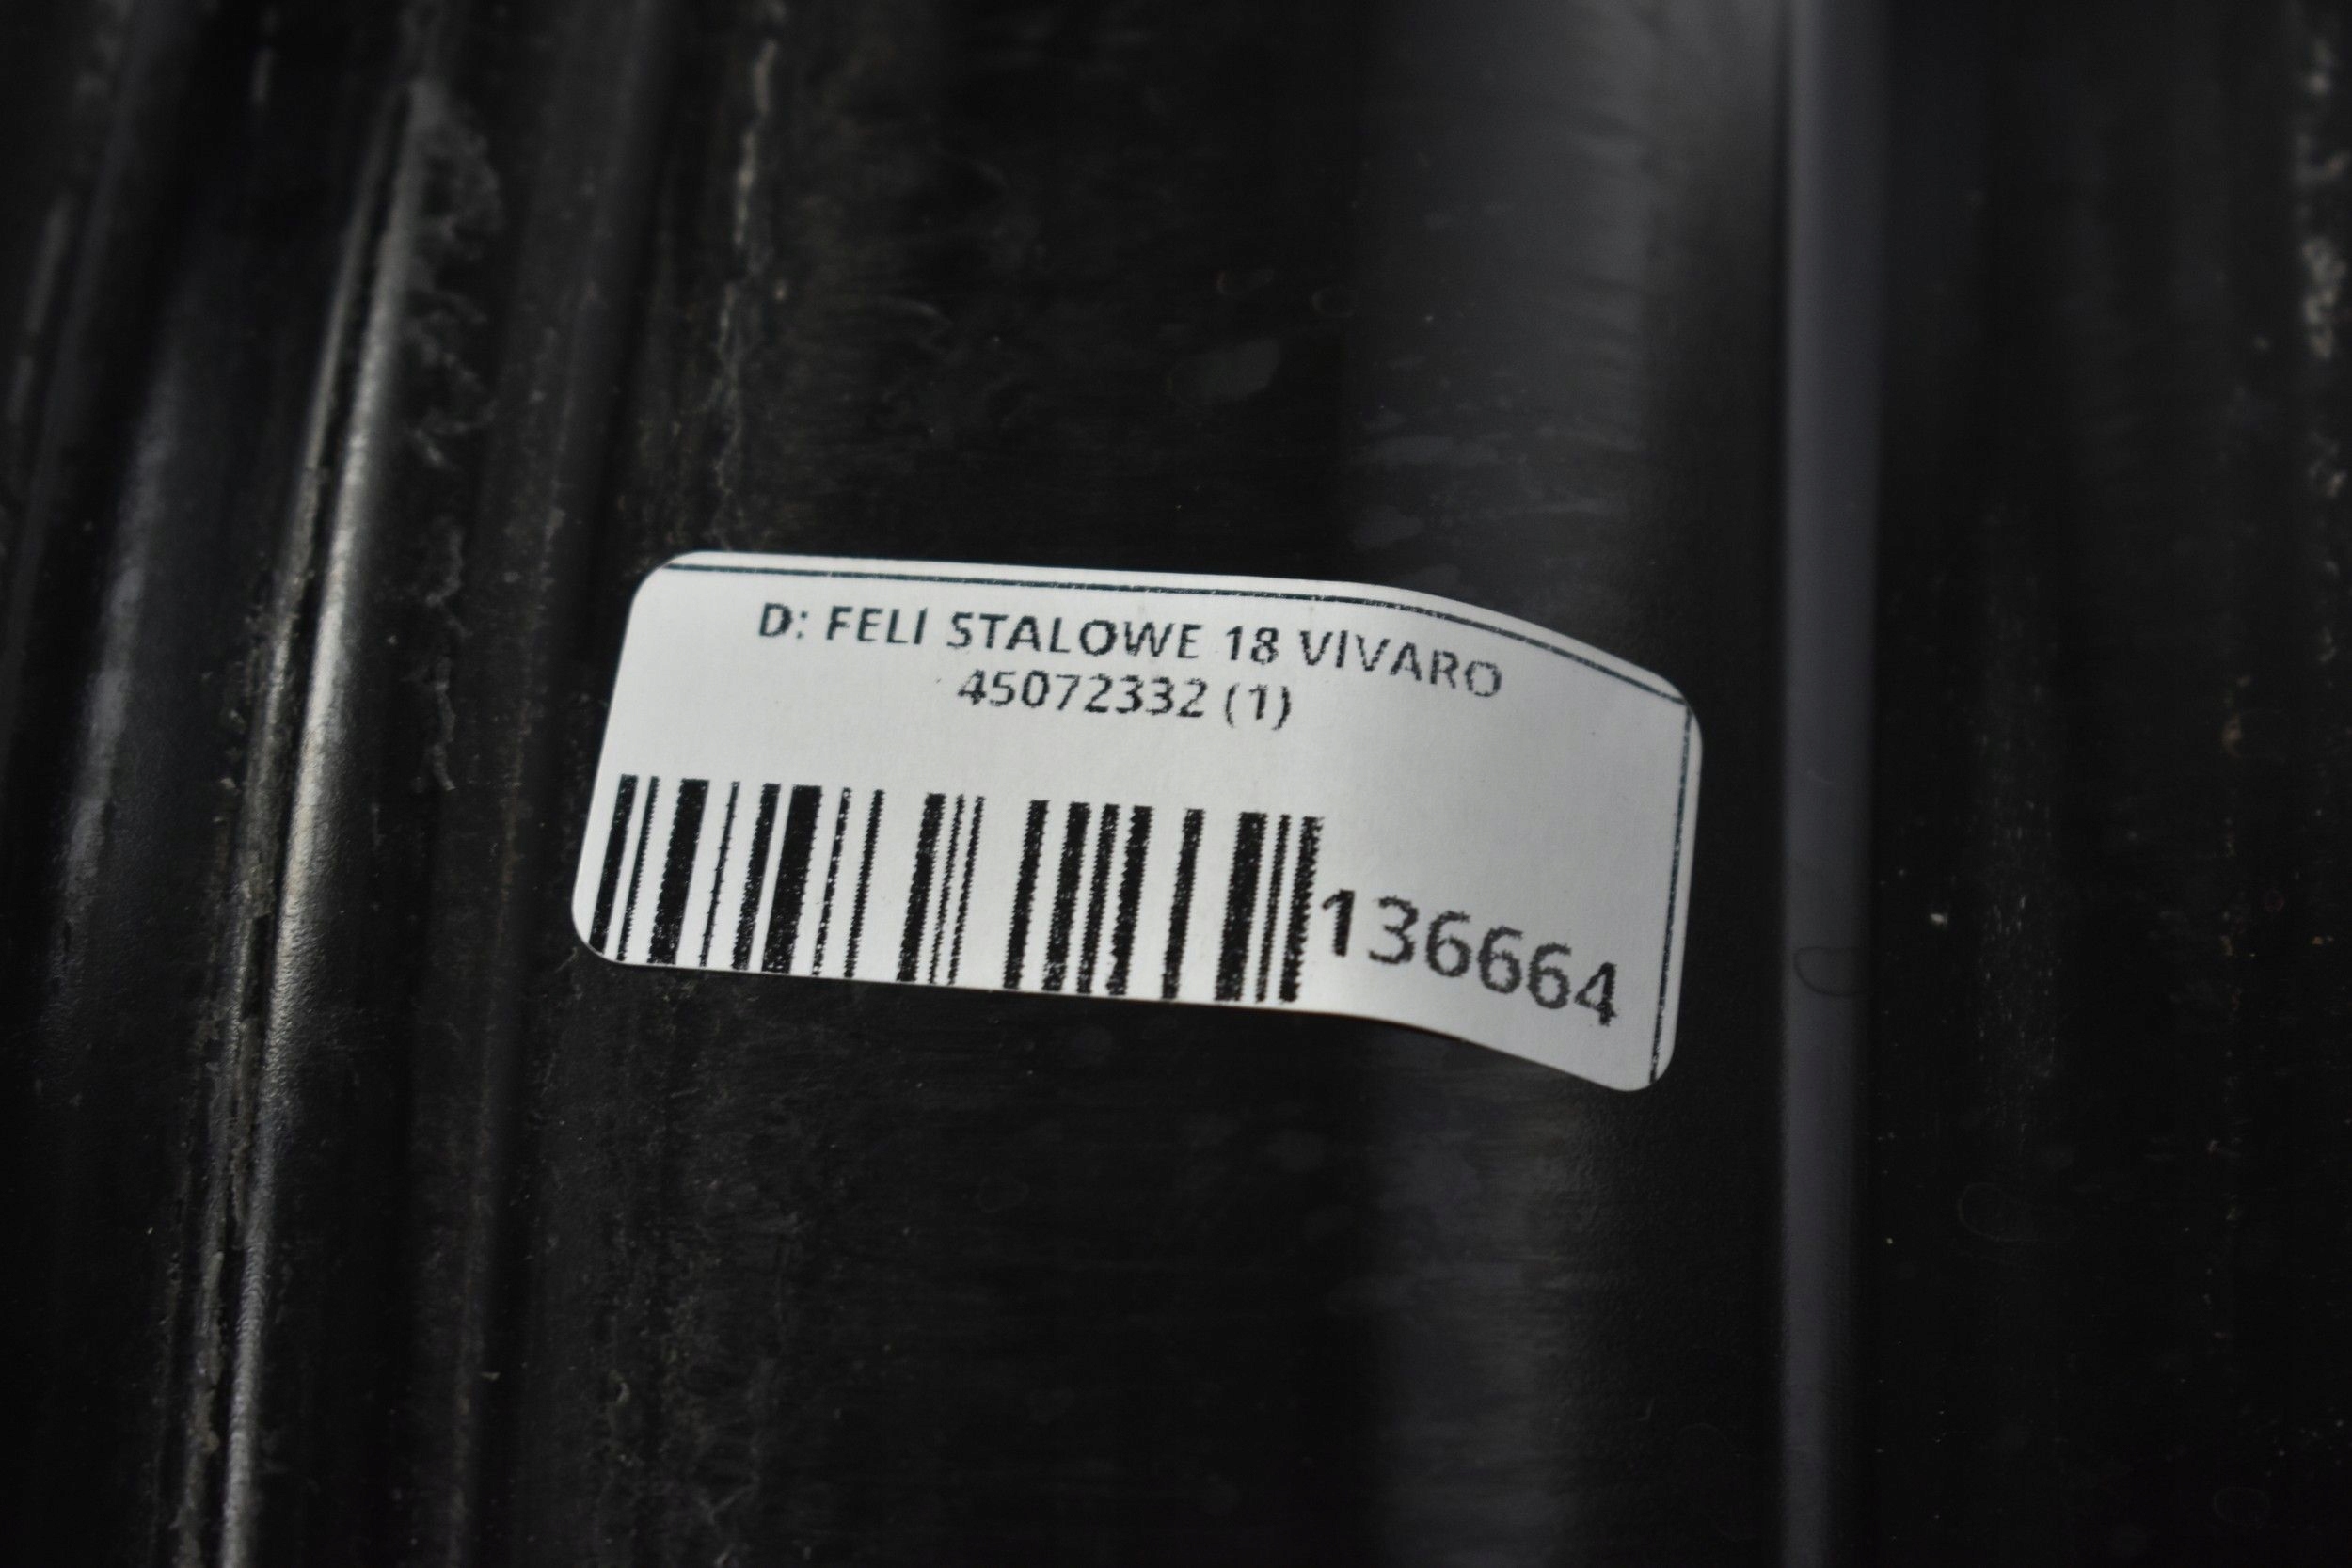 D: FELI STALOWE 18 VIVARO
45072332 (1)
136664